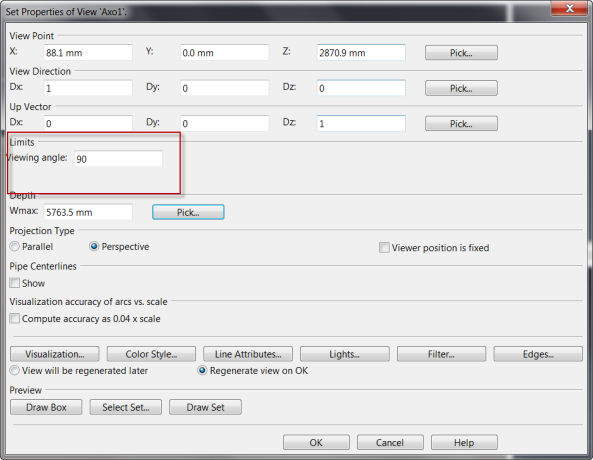 Set Properties of View 'Axo1'.
View Point
X: 88.1 mm Y: 0.0 mm Z: 2870.9 mm Pick...
View Direction
Dx: 1 Dy: 0 Dz: 0 Pick...
Up Vector
Dx: 0 Dy: 0 Dz: 1 Pick...
Limits
Viewing angle: 90
Depth
Wmax: 5763.5 mm Pick...
Projection Type
Parallel Perspective Viewer position is fixed
Pipe Centerlines
Show
Visualization accuracy of arcs vs. scale
Compute accuracy as 0.04 x scale
Visualization... Color Style... Line Attributes... Lights... Filter... Edges...
View will be regenerated later Regenerate view on OK
Preview
Draw Box Select Set... Draw Set
OK Cancel Help